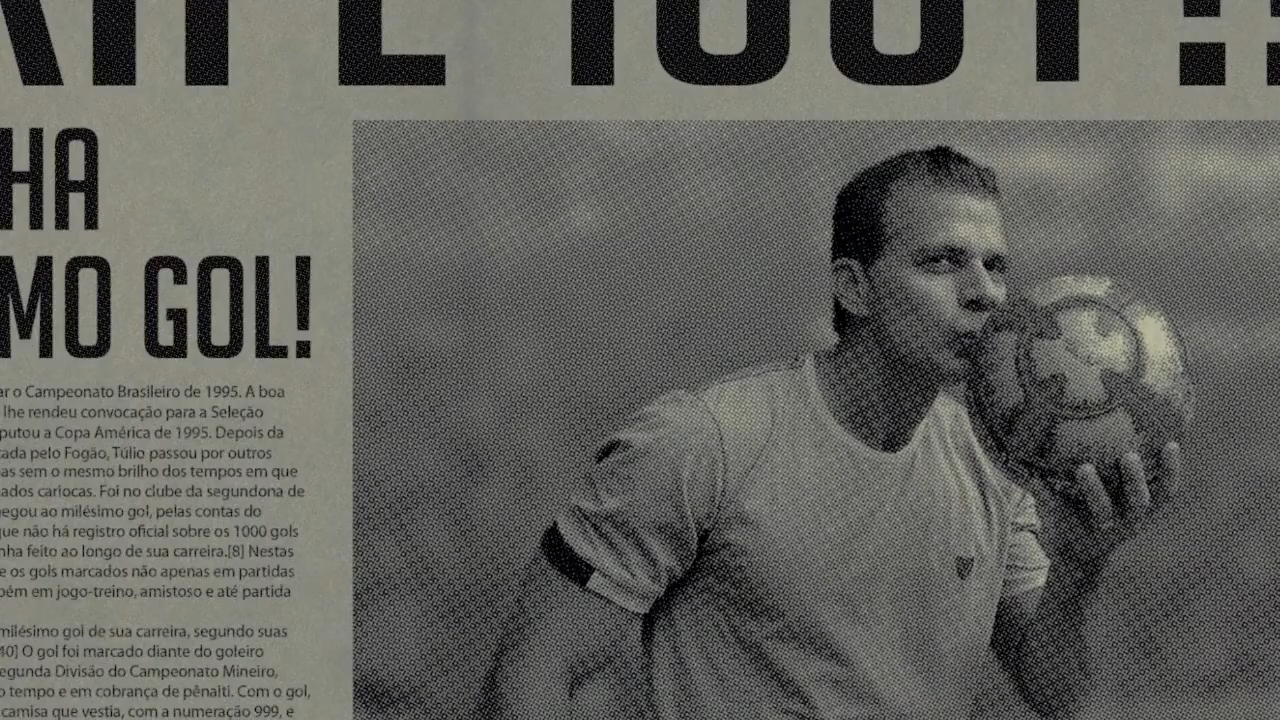 1001!!
HA
MO GOL!
ar o Campeonato Brasileiro de 1995. A boa
lhe rendeu convocação para a Seleção
putou a Copa América de 1995. Depois da
tada pelo Fogão, Túlio passou por outros
as sem o mesmo brilho dos tempos em que
ados cariocas. Foi no clube da segundona de
hegou ao milésimo gol, pelas contas do
que não há registro oficial sobre os 1000 gols
nha feito ao longo de sua carreira.[8] Nestas
e os gols marcados não apenas em partidas
bém em jogo-treino, amistoso e até partida
milésimo gol de sua carreira, segundo suas
40] O gol foi marcado diante do goleiro
egunda Divisão do Campeonato Mineiro,
o tempo e em cobrança de pênalti. Com o gol,
camisa que vestia, com a numeração 999, e